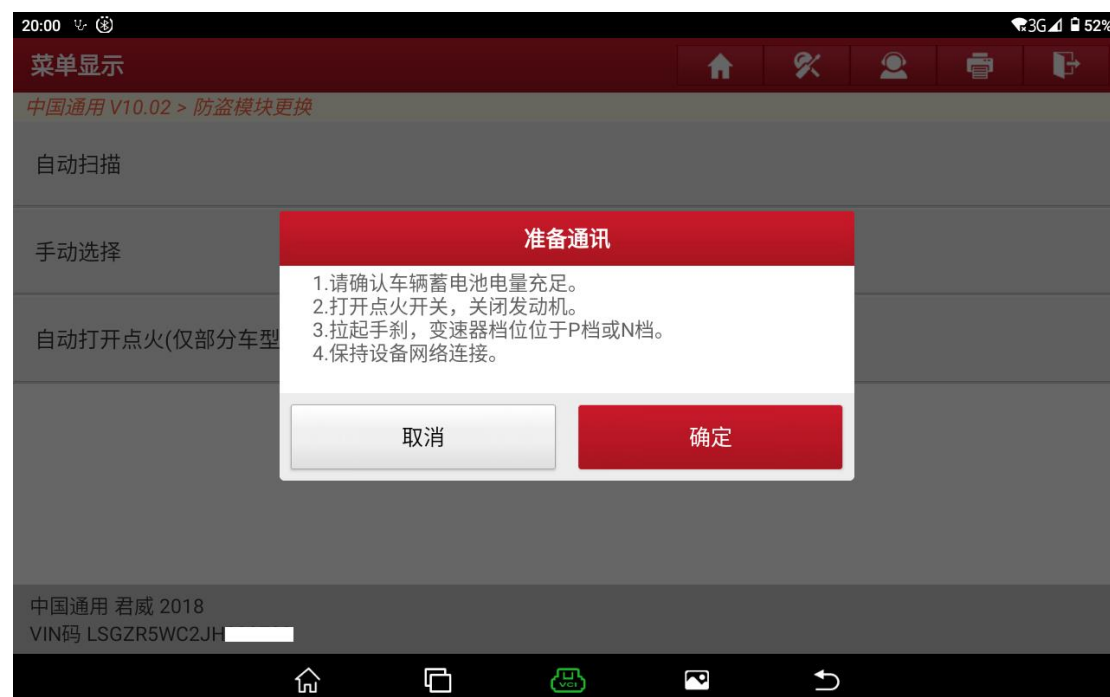 20:00
3G
52%
菜单显示
中国通用 V10.02 > 防盗模块更换
自动扫描
手动选择
自动打开点火(仅部分车型
准备通讯
1.请确认车辆蓄电池电量充足。
2.打开点火开关，关闭发动机。
3.拉起手刹，变速器档位位于P档或N档。
4.保持设备网络连接。
取消
确定
中国通用 君威 2018
VIN码 LSGZR5WC2JH
VCI